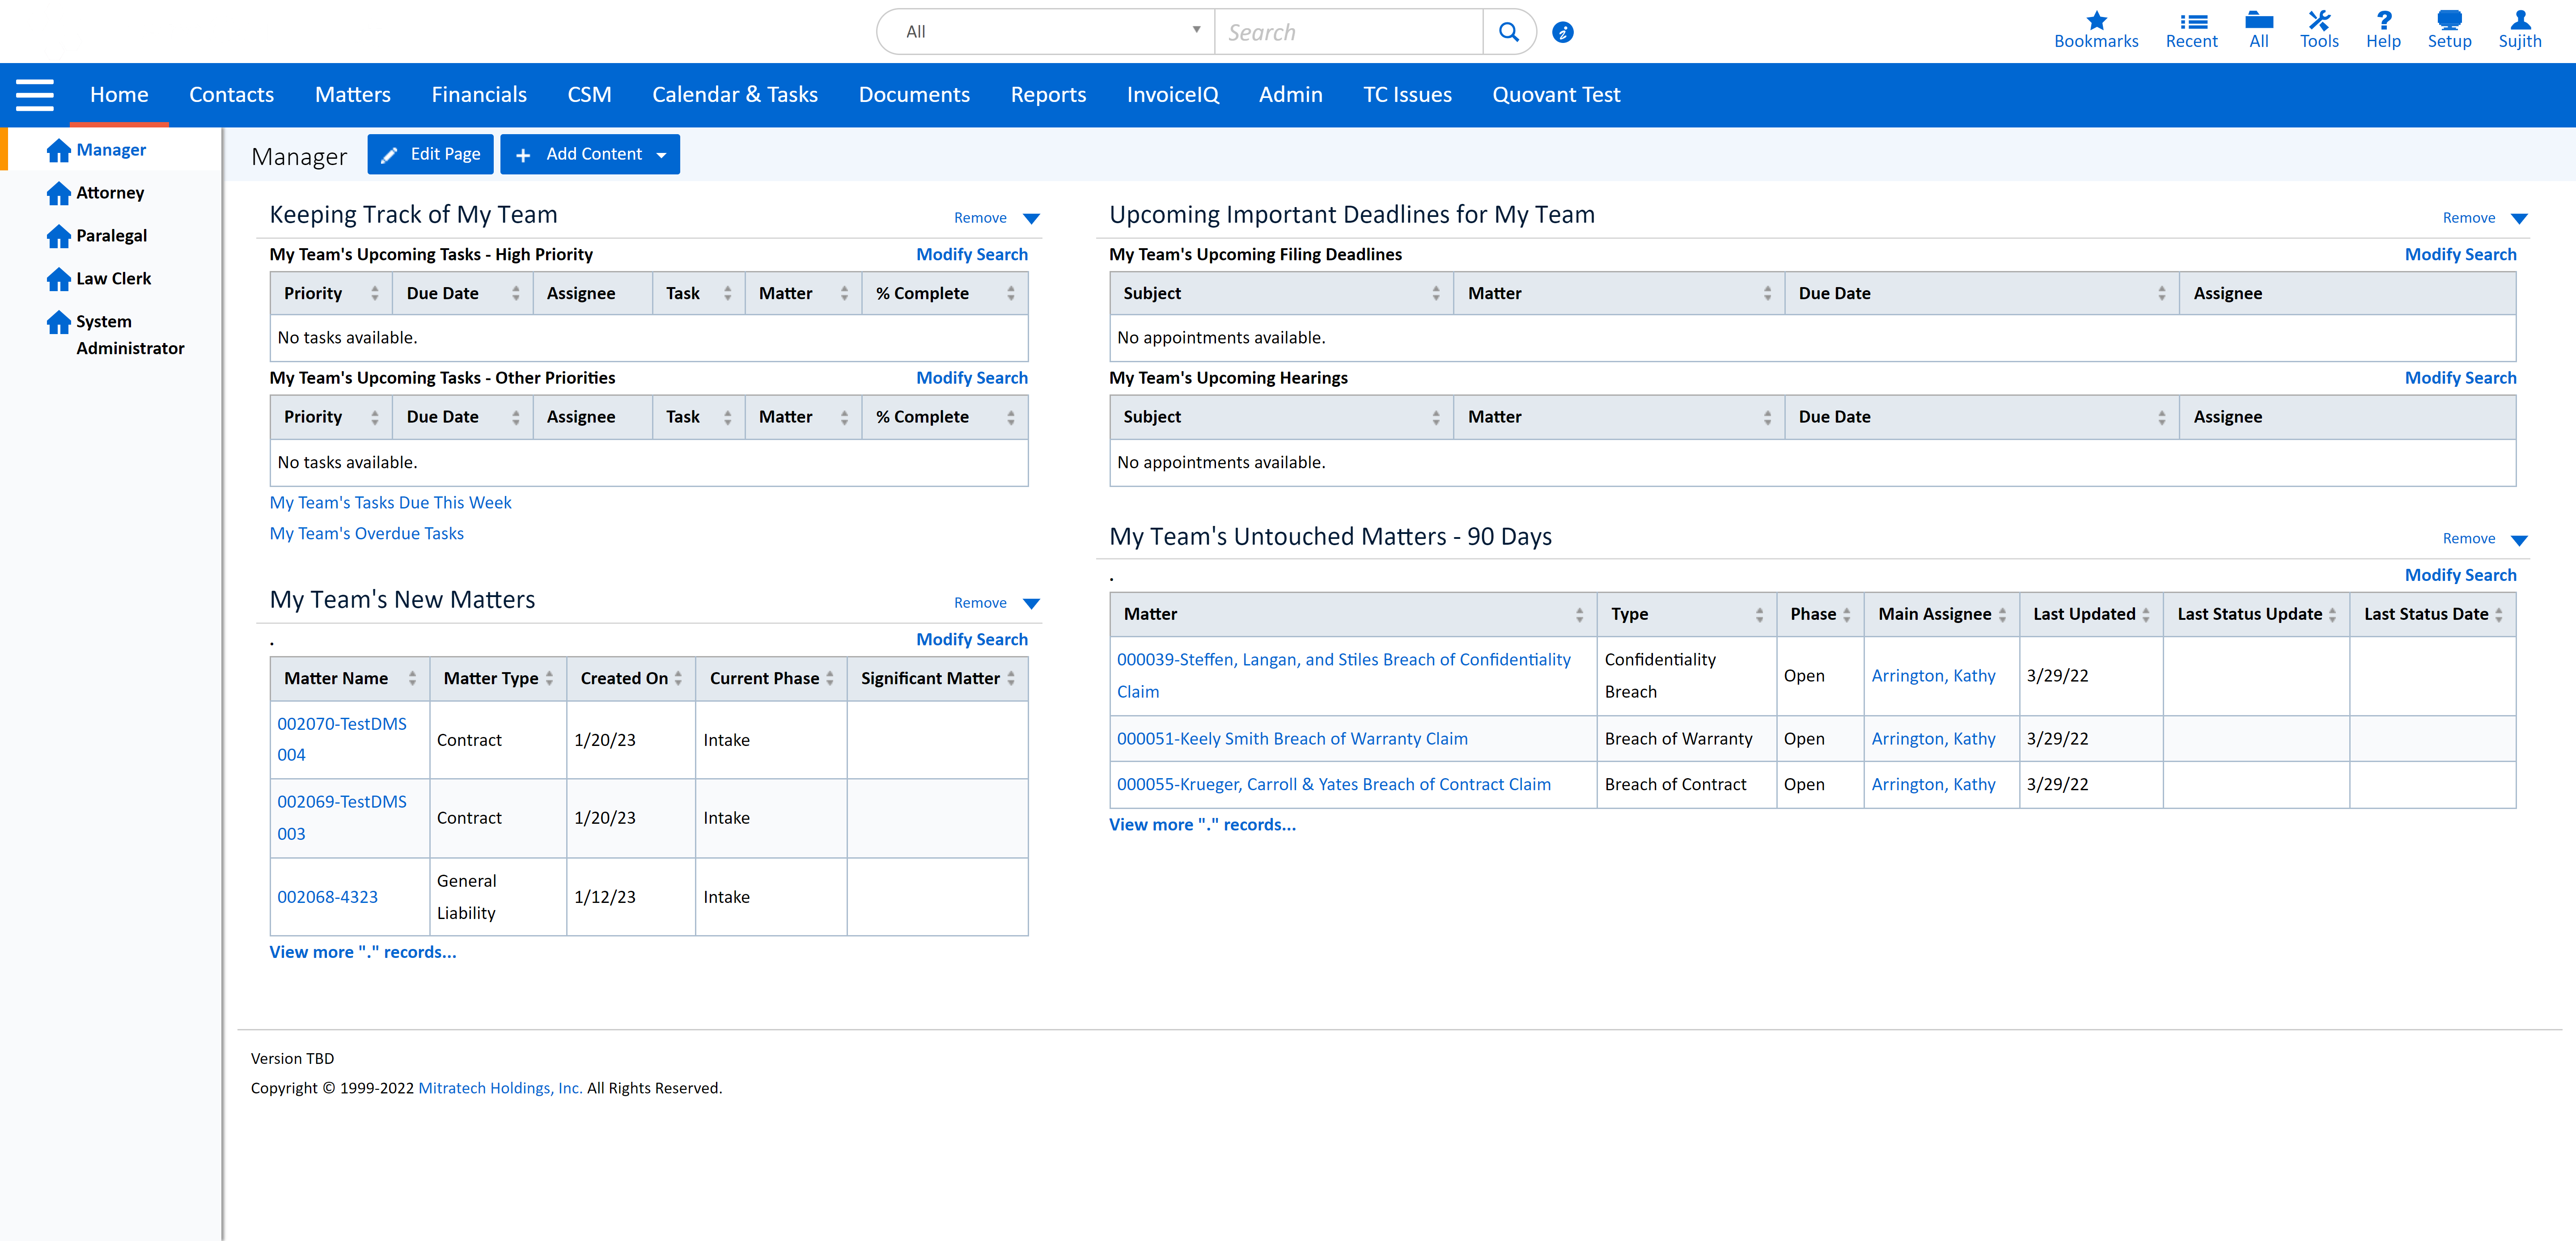 All
Search
Bookmarks
Recent
All
Tools
Help
Setup
Sujith
Home
Contacts
Matters
Financials
CSM
Calendar & Tasks
Documents
Reports
InvoiceIQ
Admin
TC Issues
Quovant Test
Manager
Attorney
Paralegal
Law Clerk
System
Administrator
Manager
Edit Page
Add Content
Keeping Track of My Team
Remove
My Team's Upcoming Tasks - High Priority
Modify Search
Priority
Due Date
Assignee
Task
Matter
% Complete
No tasks available.
My Team's Upcoming Tasks - Other Priorities
Modify Search
Priority
Due Date
Assignee
Task
Matter
% Complete
No tasks available.
My Team's Tasks Due This Week
My Team's Overdue Tasks
My Team's New Matters
Remove
.
Modify Search
Matter Name
Matter Type
Created On
Current Phase
Significant Matter
002070-TestDMS
004
Contract
1/20/23
Intake
002069-TestDMS
003
Contract
1/20/23
Intake
002068-4323
General
Liability
1/12/23
Intake
View more "." records...
Upcoming Important Deadlines for My Team
Remove
My Team's Upcoming Filing Deadlines
Modify Search
Subject
Matter
Due Date
Assignee
No appointments available.
My Team's Upcoming Hearings
Modify Search
Subject
Matter
Due Date
Assignee
No appointments available.
My Team's Untouched Matters - 90 Days
Remove
.
Modify Search
Matter
Type
Phase
Main Assignee
Last Updated
Last Status Update
Last Status Date
000039-Steffen, Langan, and Stiles Breach of Confidentiality
Claim
Confidentiality
Breach
Open
Arrington, Kathy
3/29/22
000051-Keely Smith Breach of Warranty Claim
Breach of Warranty
Open
Arrington, Kathy
3/29/22
000055-Krueger, Carroll & Yates Breach of Contract Claim
Breach of Contract
Open
Arrington, Kathy
3/29/22
View more "." records...
Version TBD
Copyright © 1999-2022 Mitratech Holdings, Inc. All Rights Reserved.